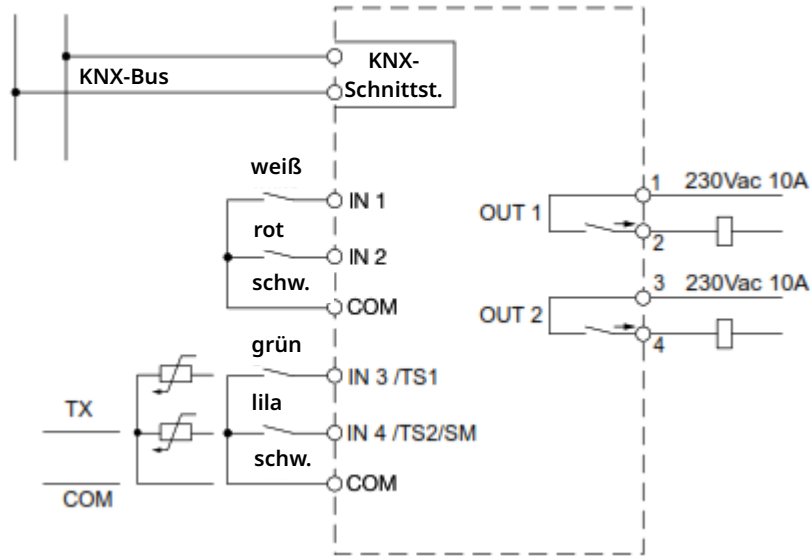 KNX-Bus
KNX-
Schnittst.
weiß
IN 1
rot
IN 2
schw.
COM
grün
IN 3 /TS1
lila
IN 4 /TS2/SM
schw.
COM
TX
COM
OUT 1
1 230Vac 10A
2
OUT 2
3 230Vac 10A
4